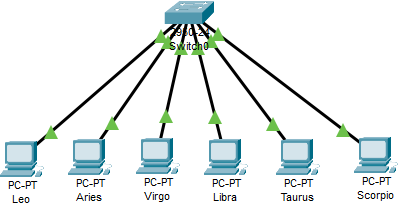 2950-24
Switch0
PC-PT
Leo
PC-PT
Aries
PC-PT
Virgo
PC-PT
Libra
PC-PT
Taurus
PC-PT
Scorpio